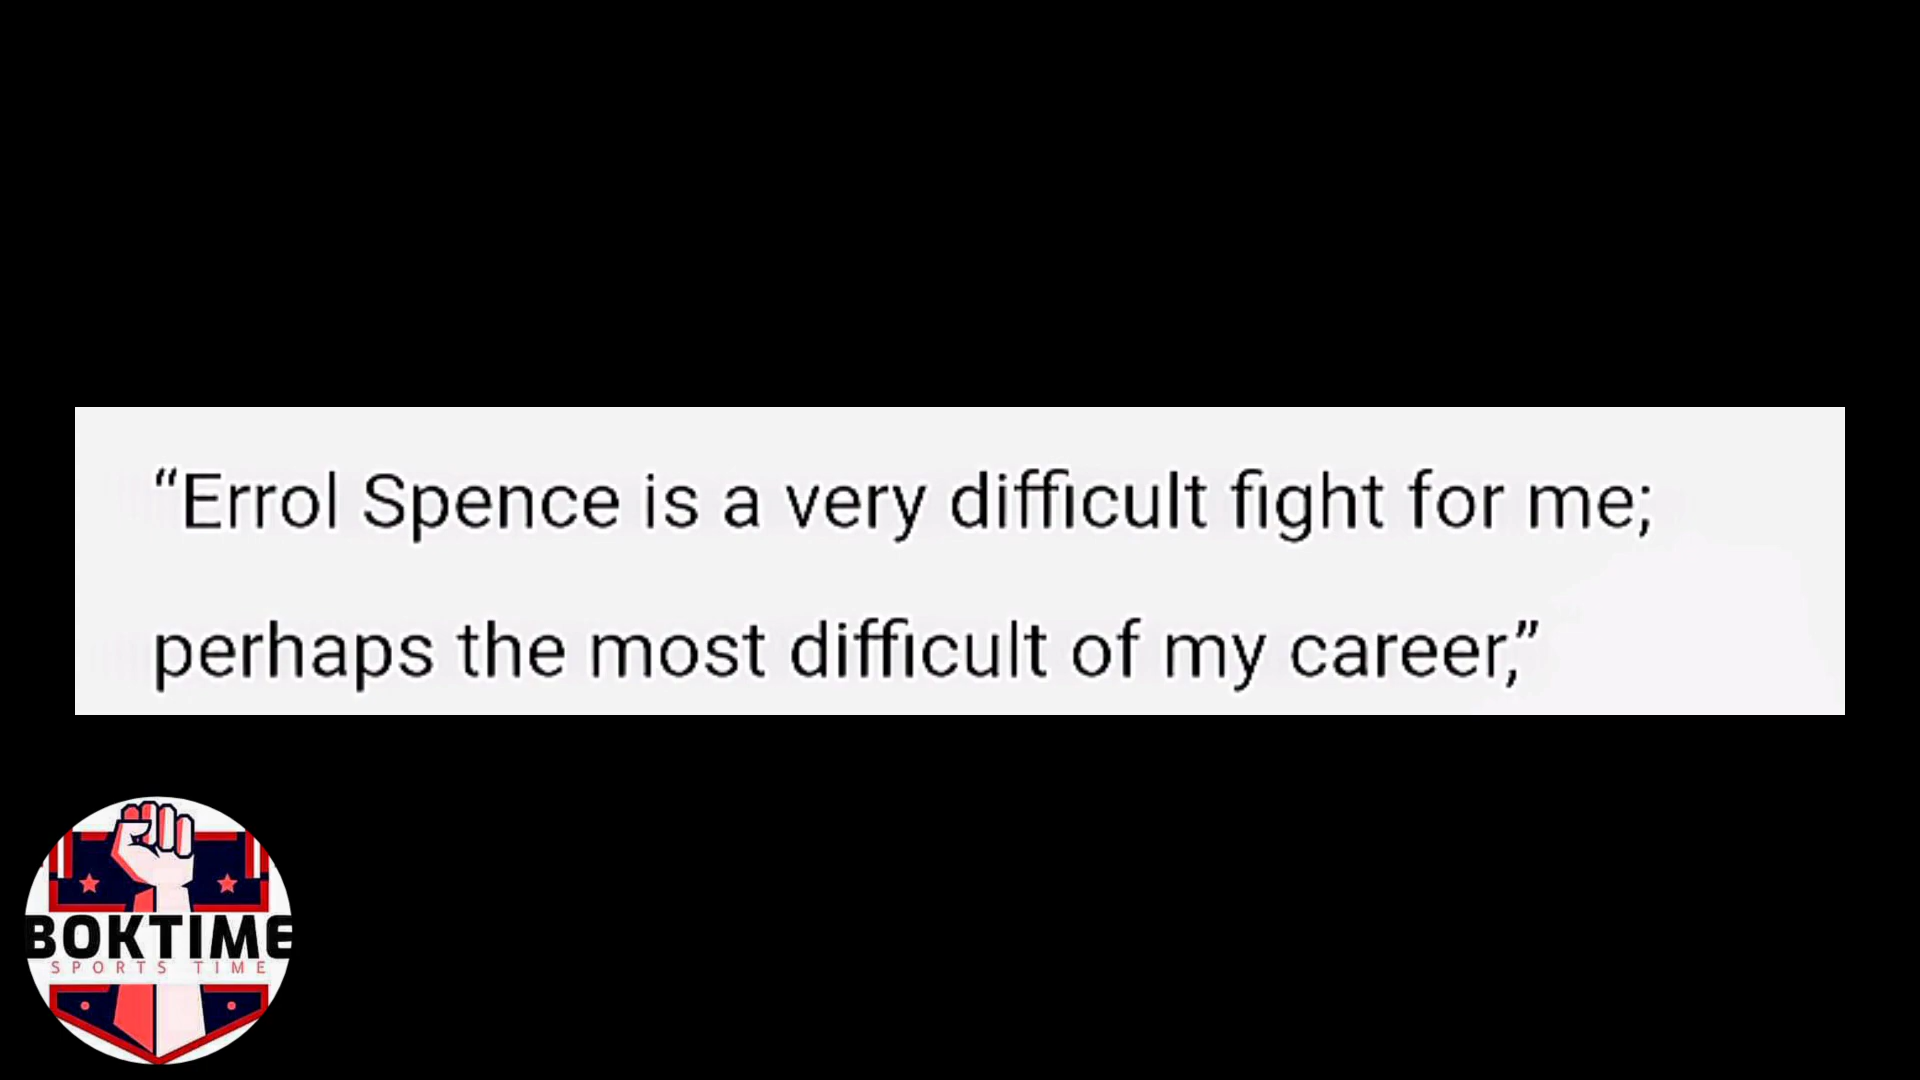 “Errol Spence is a very difficult fight for me;
perhaps the most difficult of my career,”
BOKTIME
SPORTS TIME